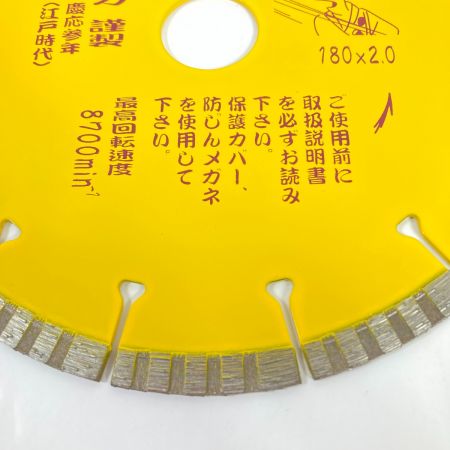 180×2.0
ご使用前に
取扱説明書
を必ずお読み
下さい。
保護カバー、
防じんメガネ
を使用して
下さい。
最高回転速度
8700min⁻¹
謹製
慶応参年
(江戸時代)